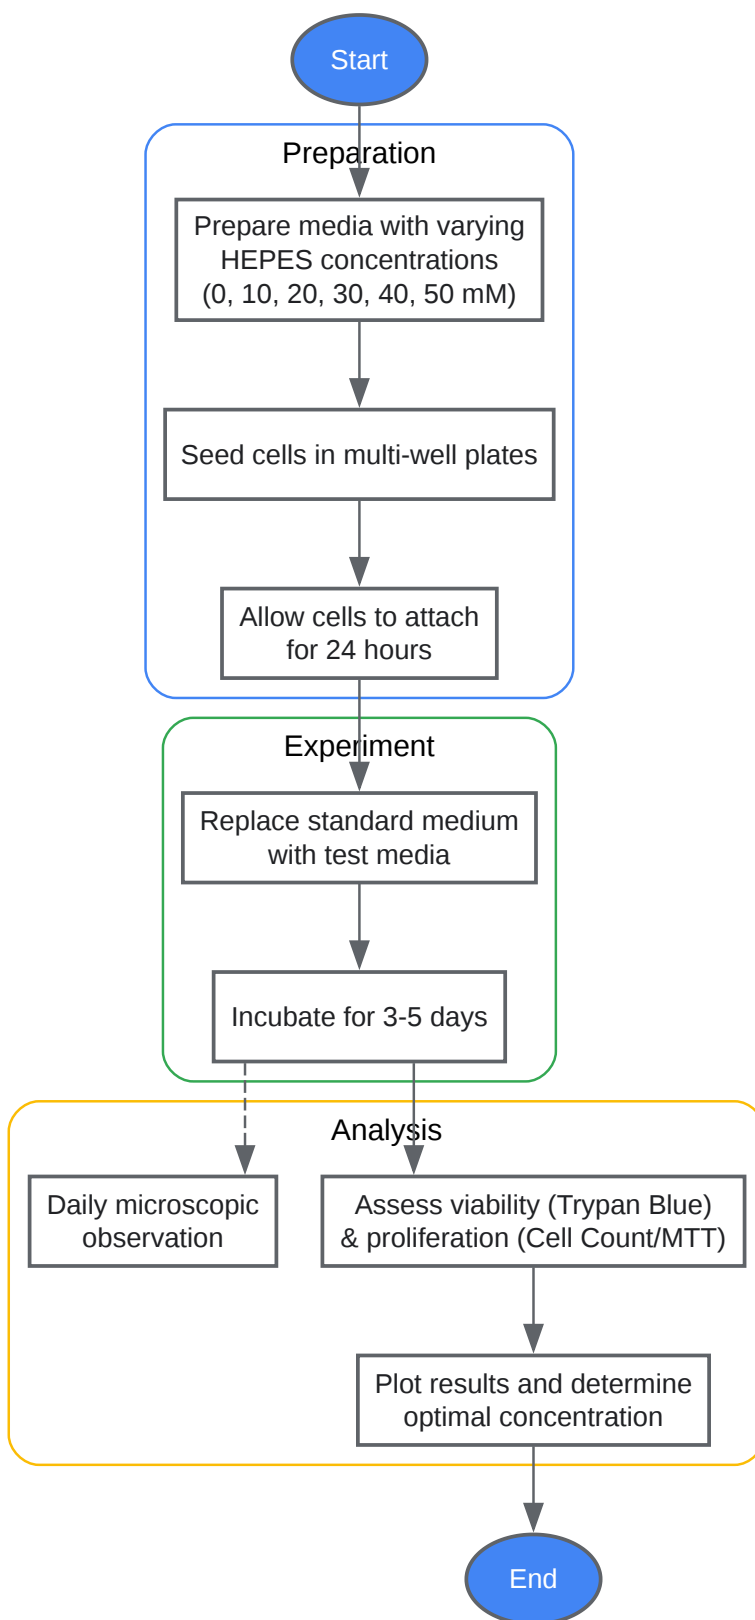 Start
Preparation
Prepare media with varying
HEPES concentrations
(0, 10, 20, 30, 40, 50 mM)
Seed cells in multi-well plates
Allow cells to attach
for 24 hours
Experiment
Replace standard medium
with test media
Incubate for 3-5 days
Analysis
Daily microscopic
observation
Assess viability (Trypan Blue)
& proliferation (Cell Count/MTT)
Plot results and determine
optimal concentration
End